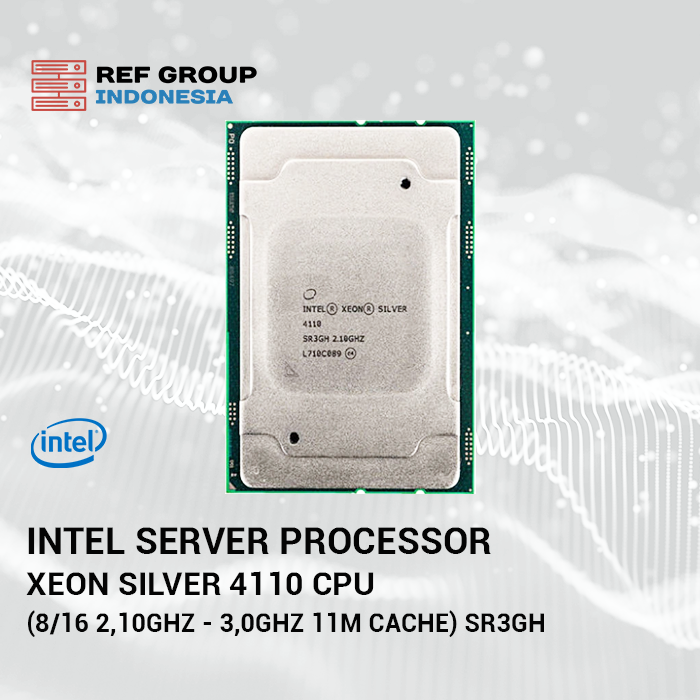 REF GROUP
INDONESIA
INTEL® XEON® SILVER
4110
SR3GH 2.10GHZ
L710C089 e4
intel
INTEL SERVER PROCESSOR
XEON SILVER 4110 CPU
(8/16 2,10GHZ - 3,0GHZ 11M CACHE) SR3GH